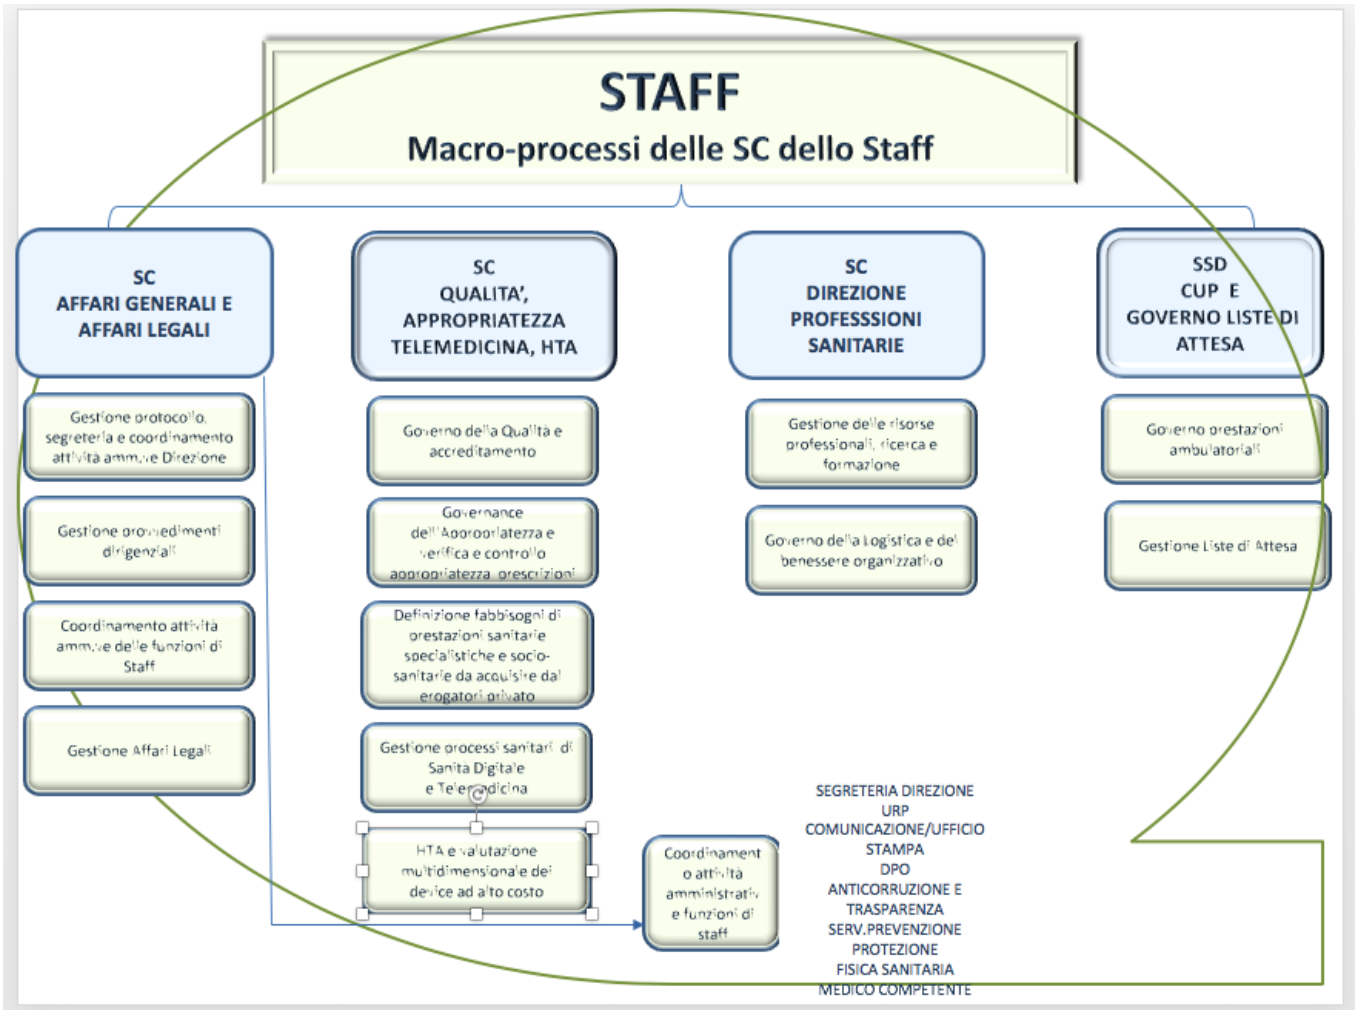 STAFF
Macro-processi delle SC dello Staff
SC
AFFARI GENERALI E
AFFARI LEGALI
Gestione protocollo,
segreteria e coordinamento
attività amm.ve Direzione
Gestione provvedimenti
dirigenziali
Coordinamento attività
amm.ve delle funzioni di
Staff
Gestione Affari Legali
SC
QUALITA’,
APPROPRIATEZZA
TELEMEDICINA, HTA
Governo della Qualità e
accreditamento
Governance
dell'Appropriatezza e
verifica e controllo
appropriatezza prescrizioni
Definizione fabbisogni di
prestazioni sanitarie
specialistiche e socio-
sanitarie da acquisire dal
erogatori privato
Gestione processi sanitari di
Sanità Digitale
e Telemedicina
HTA e valutazione
multidimensionale dei
device ad alto costo
SC
DIREZIONE
PROFESSSIONI
SANITARIE
Gestione delle risorse
professionali, ricerca e
formazione
Governo della Logistica e del
benessere organizzativo
SSD
CUP E
GOVERNO LISTE DI
ATTESA
Governo prestazioni
ambulatoriali
Gestione Liste di Attesa
Coordinament
o attività
amministrativ
e funzioni di
staff
SEGRETERIA DIREZIONE
URP
COMUNICAZIONE/UFFICIO
STAMPA
DPO
ANTICORRUZIONE E
TRASPARENZA
SERV.PREVENZIONE
PROTEZIONE
FISICA SANITARIA
MEDICO COMPETENTE